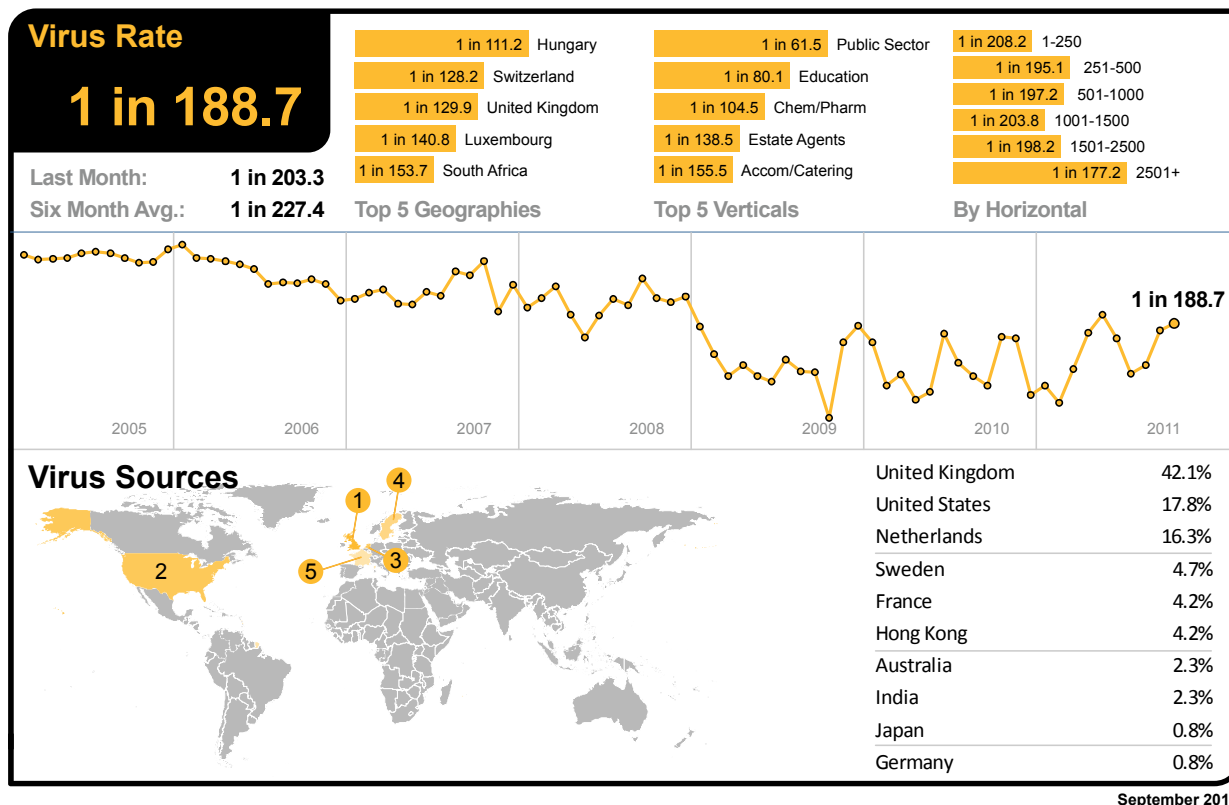 Virus Rate
1 in 188.7
Last Month: 1 in 203.3
Six Month Avg.: 1 in 227.4
1 in 111.2 Hungary
1 in 128.2 Switzerland
1 in 129.9 United Kingdom
1 in 140.8 Luxembourg
1 in 153.7 South Africa
Top 5 Geographies
1 in 61.5 Public Sector
1 in 80.1 Education
1 in 104.5 Chem/Pharm
1 in 138.5 Estate Agents
1 in 155.5 Accom/Catering
Top 5 Verticals
1 in 208.2 1-250
1 in 195.1 251-500
1 in 197.2 501-1000
1 in 203.8 1001-1500
1 in 198.2 1501-2500
1 in 177.2 2501+
By Horizontal
1 in 188.7
2005 2006 2007 2008 2009 2010 2011
Virus Sources
1
4
2
3
5
United Kingdom 42.1%
United States 17.8%
Netherlands 16.3%
Sweden 4.7%
France 4.2%
Hong Kong 4.2%
Australia 2.3%
India 2.3%
Japan 0.8%
Germany 0.8%
September 201